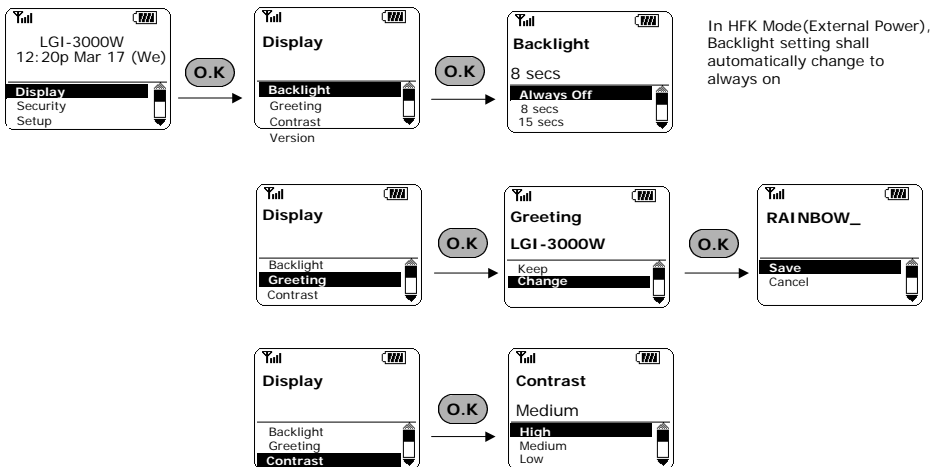 LGI-3000W
12:20p Mar 17 (We)
Display
Security
Setup
O.K
Display
Backlight
Greeting
Contrast
Version
O.K
Backlight
8 secs
Always Off
8 secs
15 secs
In HFK Mode(External Power),
Backlight setting shall
automatically change to
always on
Display
Backlight
Greeting
Contrast
O.K
Greeting
LGI-3000W
Keep
Change
O.K
RAINBOW_
Save
Cancel
Display
Backlight
Greeting
Contrast
O.K
Contrast
Medium
High
Medium
Low